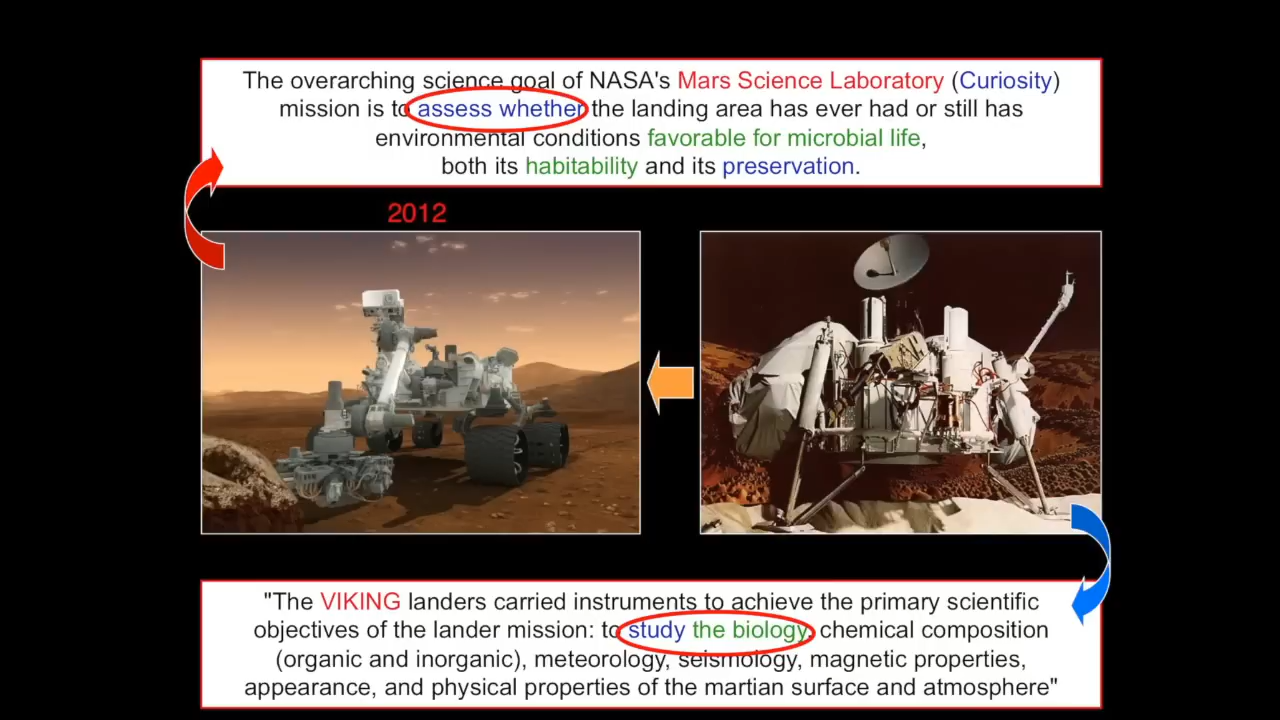 The overarching science goal of NASA's Mars Science Laboratory (Curiosity)
mission is to assess whether the landing area has ever had or still has
environmental conditions favorable for microbial life,
both its habitability and its preservation.
2012
"The VIKING landers carried instruments to achieve the primary scientific
objectives of the lander mission: to study the biology, chemical composition
(organic and inorganic), meteorology, seismology, magnetic properties,
appearance, and physical properties of the martian surface and atmosphere"